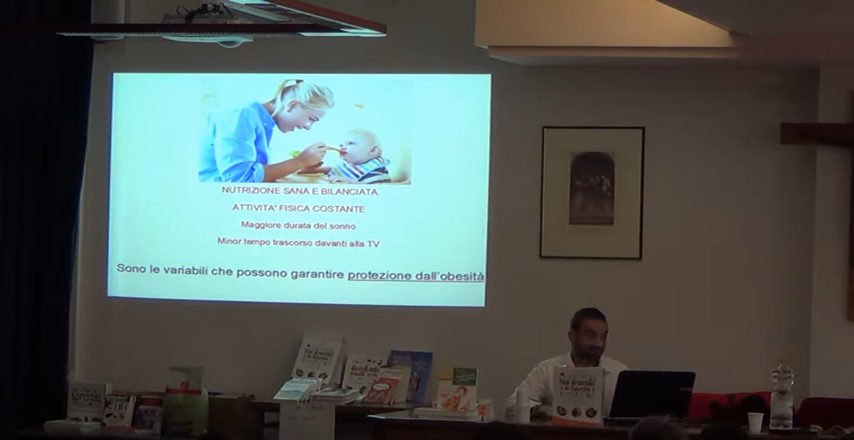 NUTRIZIONE SANA E BILANCIATA
ATTIVITA' FISICA COSTANTE
Maggiore durata del sonno
Minor tempo trascorso davanti alla TV
Sono le variabili che possono garantire protezione dall'obesità